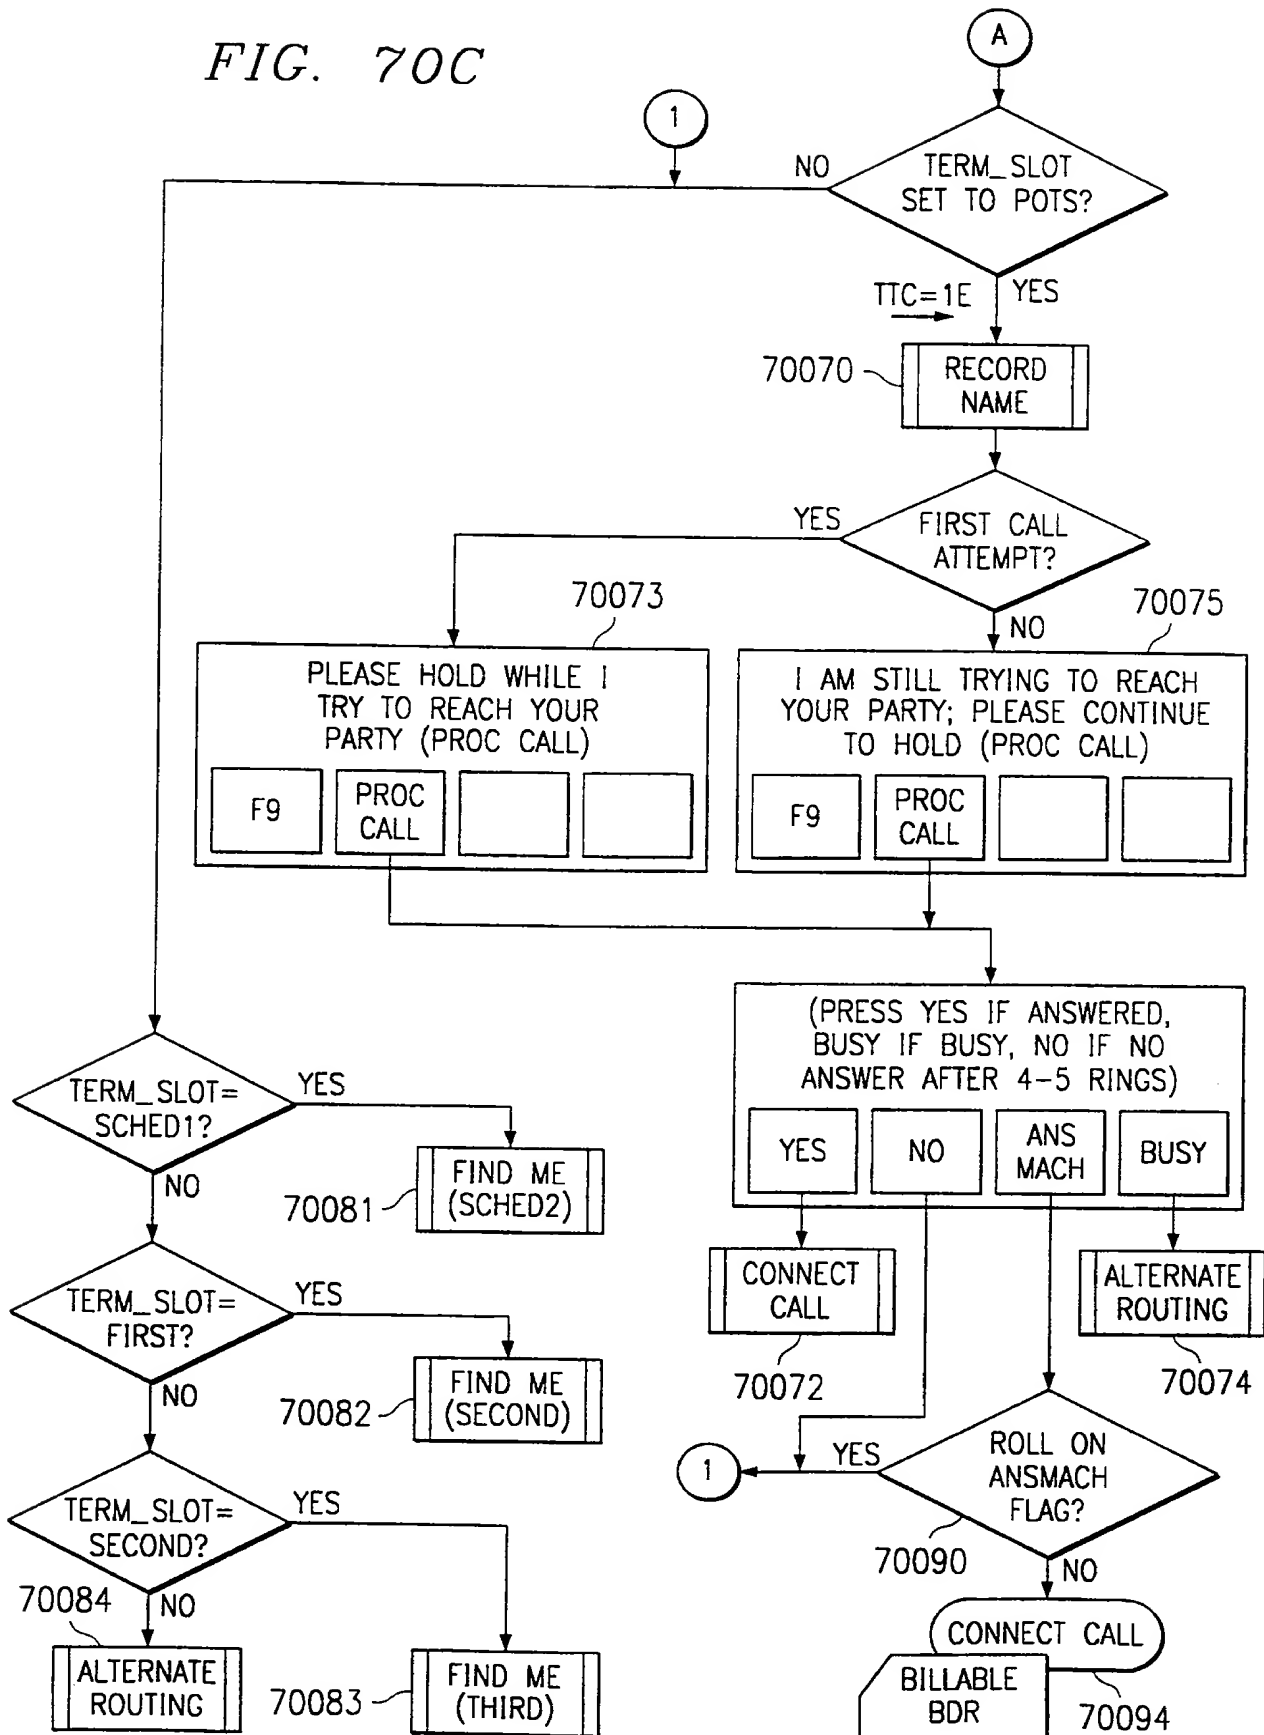 FIG. 70C
A
1
NO
TERM_SLOT
SET TO POTS?
TTC=1E
YES
70070
RECORD
NAME
YES
FIRST CALL
ATTEMPT?
70073
NO
70075
PLEASE HOLD WHILE I
TRY TO REACH YOUR
PARTY (PROC CALL)
F9
PROC
CALL
I AM STILL TRYING TO REACH
YOUR PARTY; PLEASE CONTINUE
TO HOLD (PROC CALL)
F9
PROC
CALL
(PRESS YES IF ANSWERED,
BUSY IF BUSY, NO IF NO
ANSWER AFTER 4-5 RINGS)
YES
NO
ANS
MACH
BUSY
TERM_SLOT=
SCHED1?
YES
NO
70081
FIND ME
(SCHED2)
CONNECT
CALL
70072
ALTERNATE
ROUTING
70074
TERM_SLOT=
FIRST?
YES
NO
70082
FIND ME
(SECOND)
1
YES
ROLL ON
ANSMACH
FLAG?
70090
NO
TERM_SLOT=
SECOND?
YES
NO
70084
ALTERNATE
ROUTING
70083
FIND ME
(THIRD)
CONNECT CALL
BILLABLE
BDR
70094